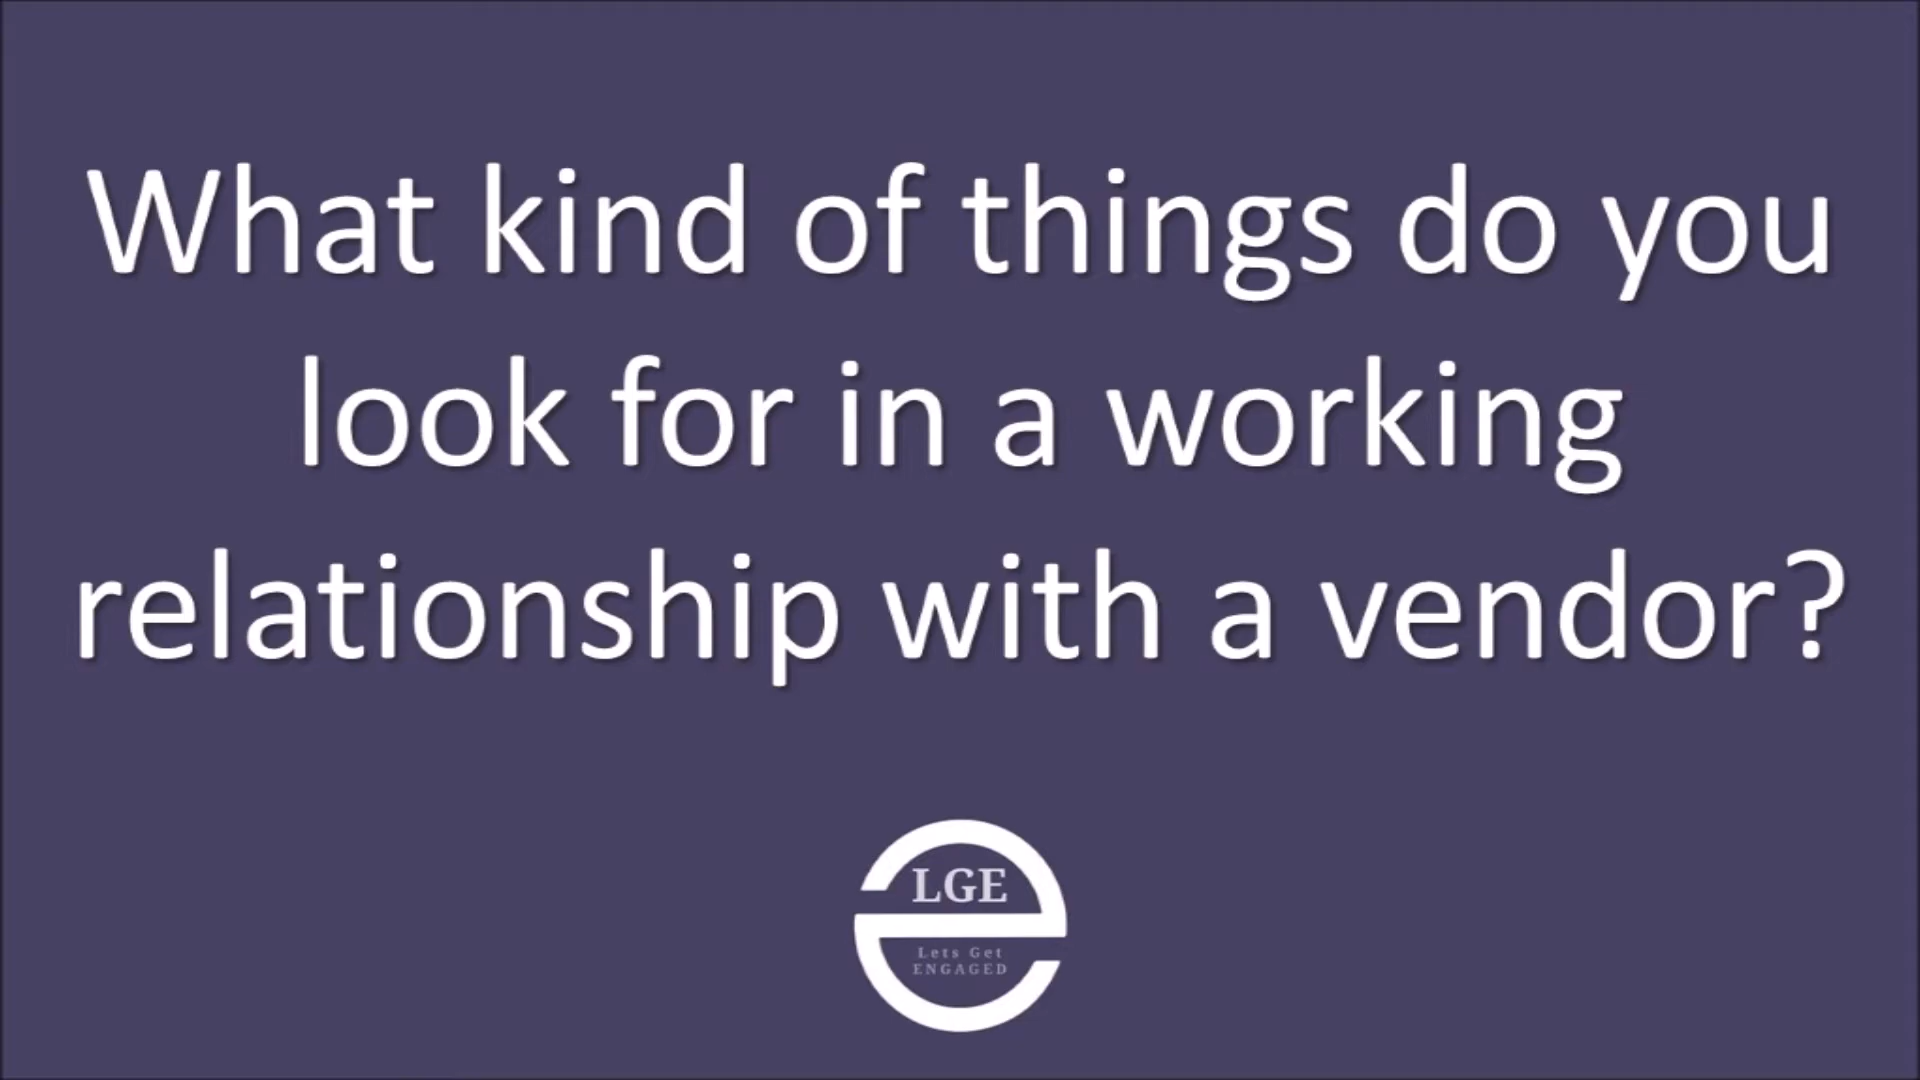 What kind of things do you
look for in a working
relationship with a vendor?
LGE
Lets Get
ENGAGED